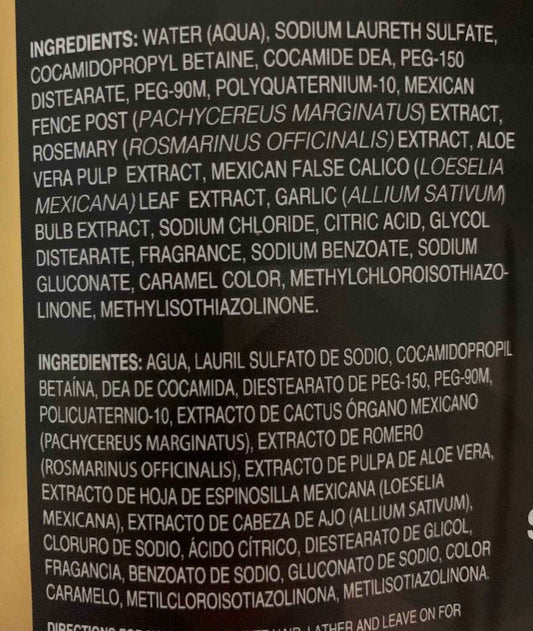 INGREDIENTS: WATER (AQUA), SODIUM LAURETH SULFATE,
COCAMIDOPROPYL BETAINE, COCAMIDE DEA, PEG-150
DISTEARATE, PEG-90M, POLYQUATERNIUM-10, MEXICAN
FENCE POST (PACHYCEREUS MARGINATUS) EXTRACT,
ROSEMARY (ROSMARINUS OFFICINALIS) EXTRACT, ALOE
VERA PULP EXTRACT, MEXICAN FALSE CALICO (LOESELIA
MEXICANA) LEAF EXTRACT, GARLIC (ALLIUM SATIVUM)
BULB EXTRACT, SODIUM CHLORIDE, CITRIC ACID, GLYCOL
DISTEARATE, FRAGRANCE, SODIUM BENZOATE, SODIUM
GLUCONATE, CARAMEL COLOR, METHYLCHLOROISOTHIAZO-
LINONE, METHYLISOTHIAZOLINONE.
INGREDIENTES: AGUA, LAURIL SULFATO DE SODIO, COCAMIDOPROPIL
BETAÍNA, DEA DE COCAMIDA, DIESTEARATO DE PEG-150, PEG-90M,
POLICUATERNIO-10, EXTRACTO DE CACTUS ÓRGANO MEXICANO
(PACHYCEREUS MARGINATUS), EXTRACTO DE ROMERO
(ROSMARINUS OFFICINALIS), EXTRACTO DE PULPA DE ALOE VERA,
EXTRACTO DE HOJA DE ESPINOSILLA MEXICANA (LOESELIA
MEXICANA), EXTRACTO DE CABEZA DE AJO (ALLIUM SATIVUM),
CLORURO DE SODIO, ÁCIDO CÍTRICO, DIESTEARATO DE GLICOL,
FRAGANCIA, BENZOATO DE SODIO, GLUCONATO DE SODIO, COLOR
CARAMELO, METILCLOROISOTIAZOLINONA, METILISOTIAZOLINONA.
HAIR, LATHER AND LEAVE ON FOR